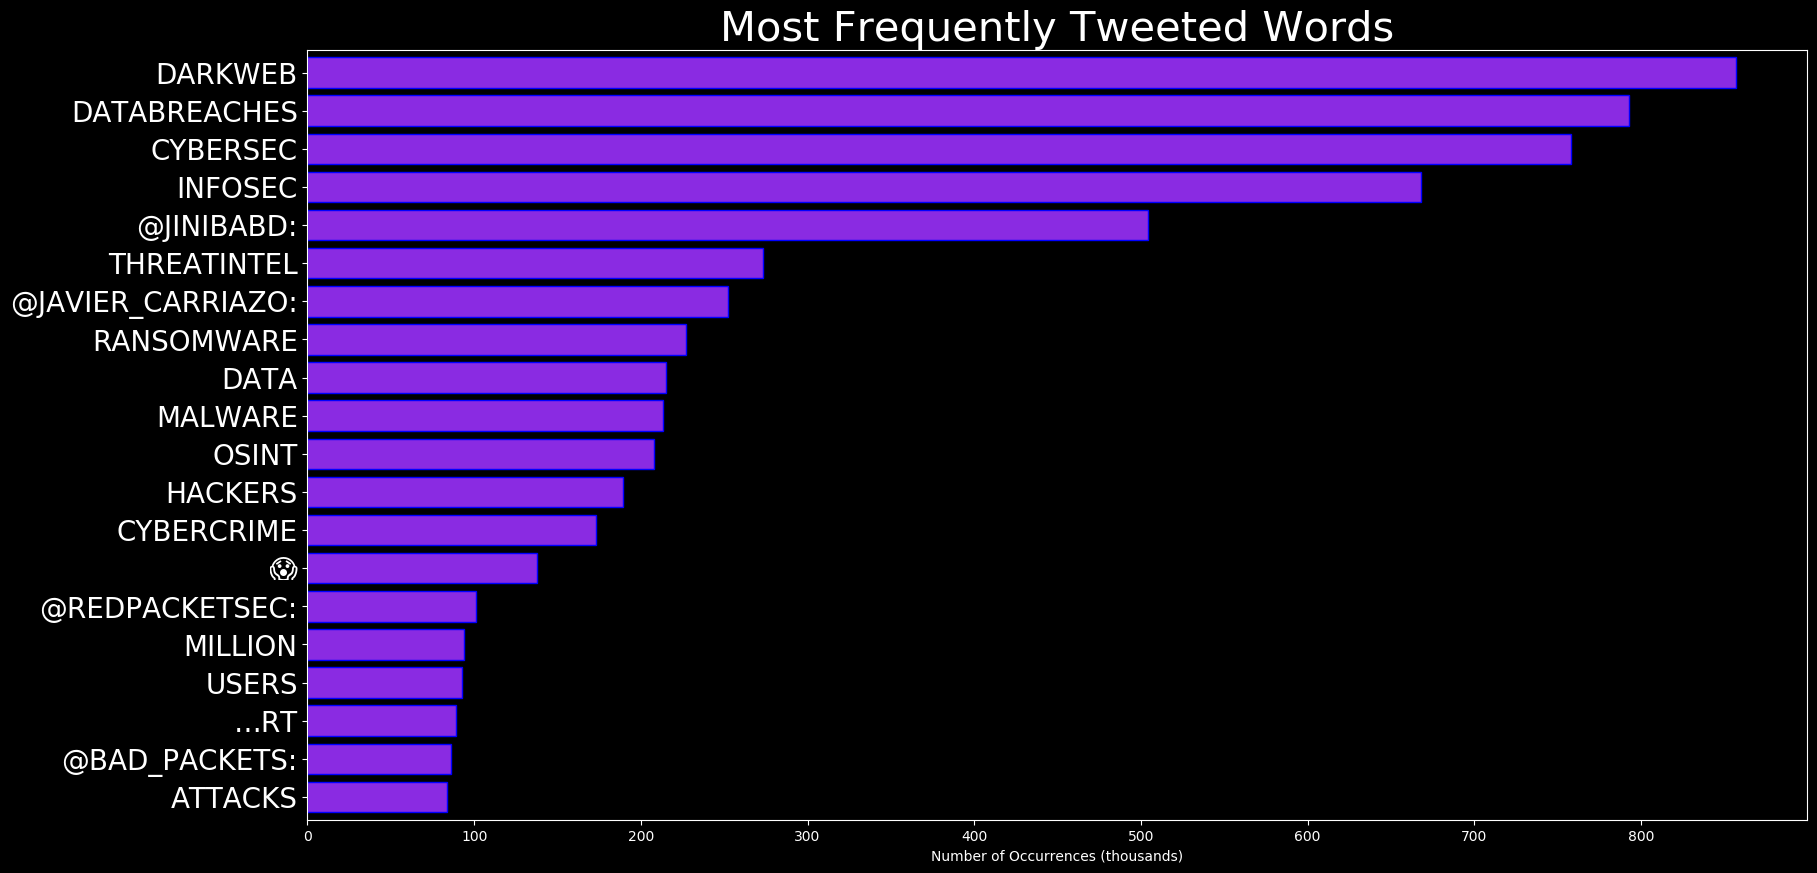 Most Frequently Tweeted Words
DARKWEB
DATABREACHES
CYBERSEC
INFOSEC
@JINIBABD:
THREATINTEL
@JAVIER_CARRIAZO:
RANSOMWARE
DATA
MALWARE
OSINT
HACKERS
CYBERCRIME
😱
@REDPACKETSEC:
MILLION
USERS
…RT
@BAD_PACKETS:
ATTACKS
0 100 200 300 400 500 600 700 800
Number of Occurrences (thousands)